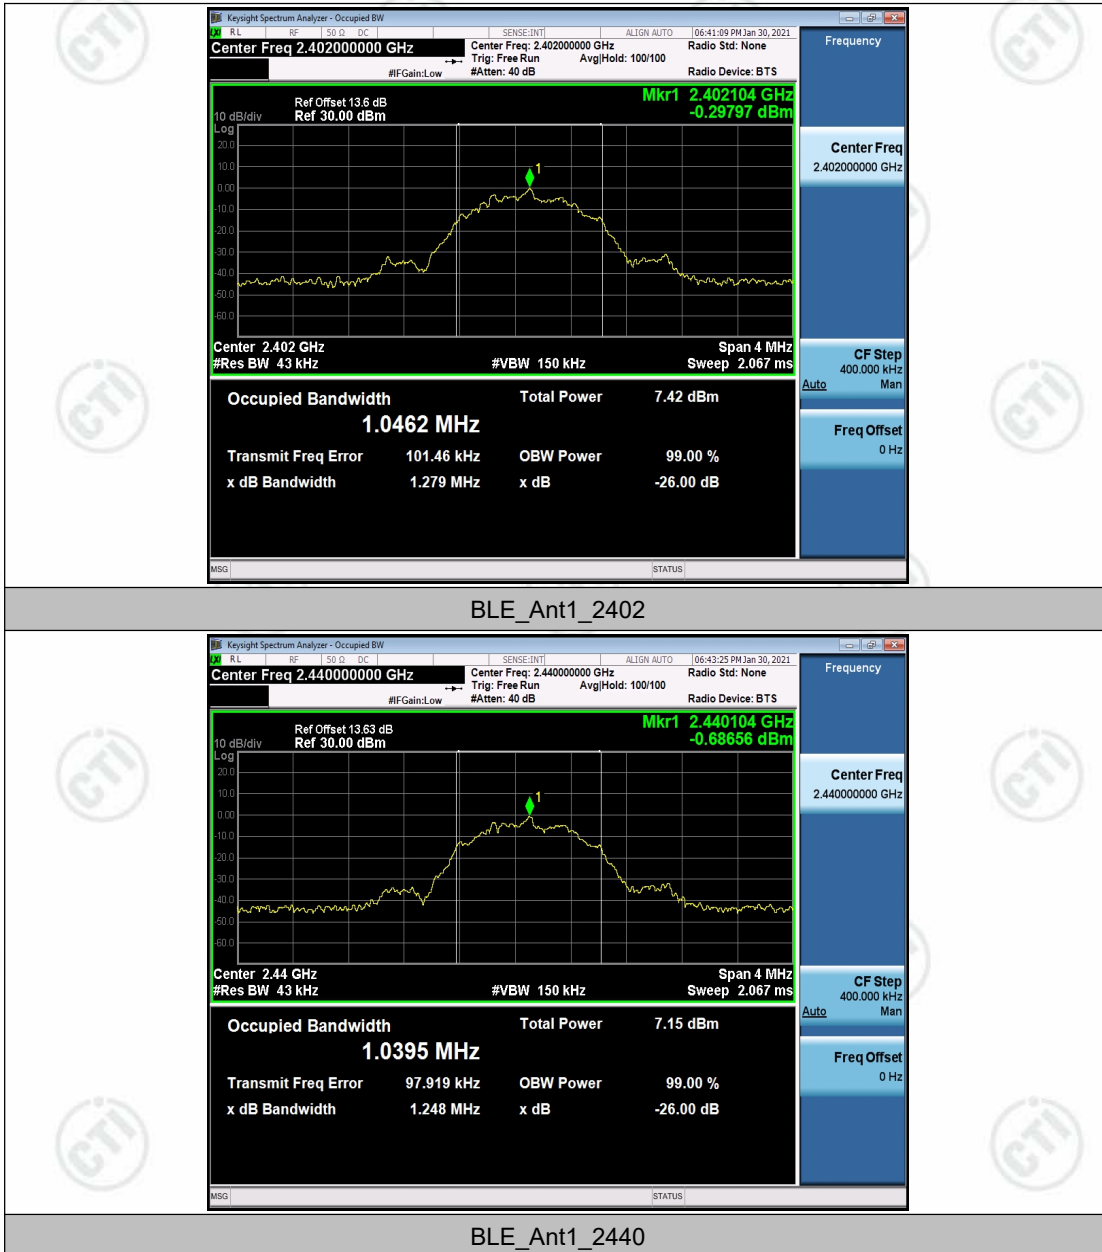 Keysight Spectrum Analyzer - Occupied BW
LXI RL RF 50 Ω DC SENSE:INT ALIGN AUTO 06:41:09 PM Jan 30, 2021
Center Freq 2.402000000 GHz Center Freq: 2.402000000 GHz Radio Std: None Frequency
Trig: Free Run Avg|Hold: 100/100
#IFGain:Low #Atten: 40 dB Radio Device: BTS
Mkr1 2.402104 GHz
Ref Offset 13.6 dB
10 dB/div Ref 30.00 dBm -0.29797 dBm
Log
20.0
10.0
0.00
-10.0
-20.0
-30.0
-40.0
-50.0
-60.0
1
Center 2.402 GHz Span 4 MHz
#Res BW 43 kHz #VBW 150 kHz Sweep 2.067 ms
Center Freq
2.402000000 GHz
CF Step
400.000 kHz
Auto Man
Freq Offset
0 Hz
Occupied Bandwidth Total Power 7.42 dBm
1.0462 MHz
Transmit Freq Error 101.46 kHz OBW Power 99.00 %
x dB Bandwidth 1.279 MHz x dB -26.00 dB
MSG STATUS
BLE_Ant1_2402
Keysight Spectrum Analyzer - Occupied BW
LXI RL RF 50 Ω DC SENSE:INT ALIGN AUTO 06:43:25 PM Jan 30, 2021
Center Freq 2.440000000 GHz Center Freq: 2.440000000 GHz Radio Std: None Frequency
Trig: Free Run Avg|Hold: 100/100
#IFGain:Low #Atten: 40 dB Radio Device: BTS
Mkr1 2.440104 GHz
Ref Offset 13.63 dB
10 dB/div Ref 30.00 dBm -0.68656 dBm
Log
20.0
10.0
0.00
-10.0
-20.0
-30.0
-40.0
-50.0
-60.0
1
Center 2.44 GHz Span 4 MHz
#Res BW 43 kHz #VBW 150 kHz Sweep 2.067 ms
Center Freq
2.440000000 GHz
CF Step
400.000 kHz
Auto Man
Freq Offset
0 Hz
Occupied Bandwidth Total Power 7.15 dBm
1.0395 MHz
Transmit Freq Error 97.919 kHz OBW Power 99.00 %
x dB Bandwidth 1.248 MHz x dB -26.00 dB
MSG STATUS
BLE_Ant1_2440
CTI
CTI
CTI
CTI
CTI
CTI
CTI
CTI